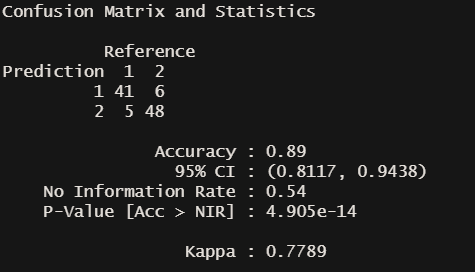 Confusion Matrix and Statistics
Reference
Prediction 1 2
1 41 6
2 5 48
Accuracy : 0.89
95% CI : (0.8117, 0.9438)
No Information Rate : 0.54
P-Value [Acc > NIR] : 4.905e-14
Kappa : 0.7789